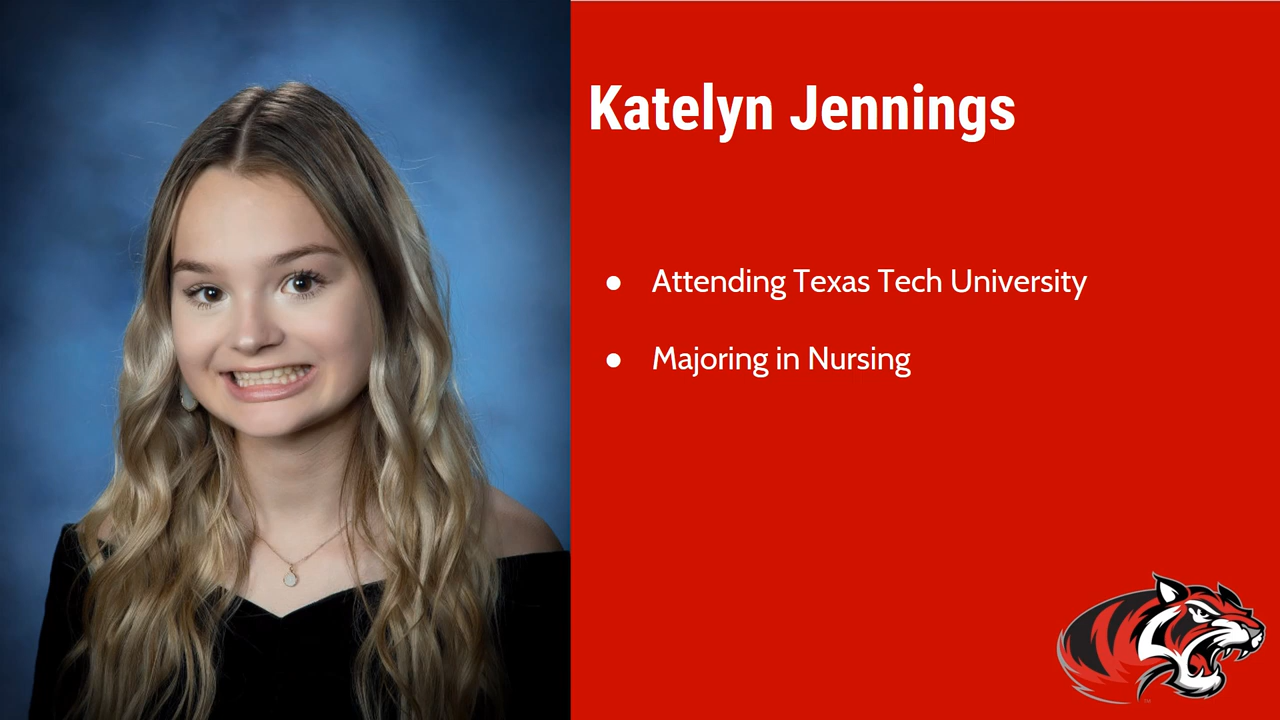 Katelyn Jennings
● Attending Texas Tech University
● Majoring in Nursing